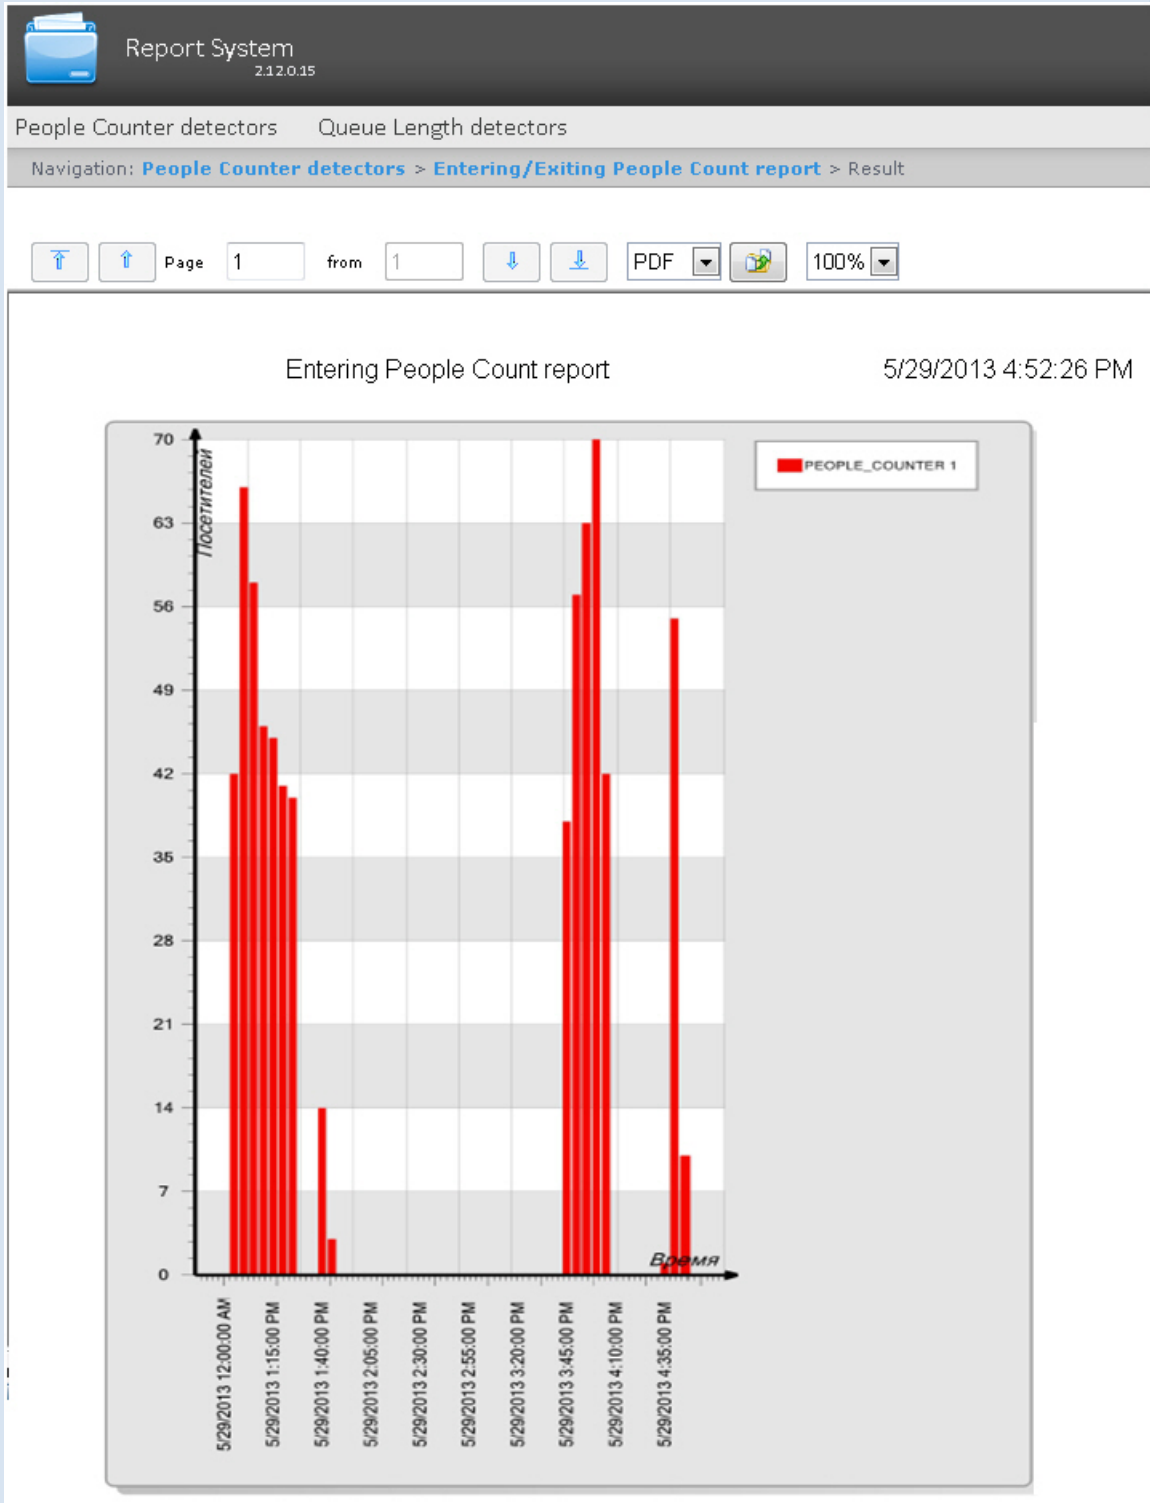 Report System
2.12.0.15
People Counter detectors Queue Length detectors
Navigation: People Counter detectors > Entering/Exiting People Count report > Result
Page 1 from 1 PDF 100%
Entering People Count report 5/29/2013 4:52:26 PM
70
63
56
49
42
35
28
21
14
7
0
Посетителей
PEOPLE_COUNTER 1
Время
5/29/2013 12:00:00 AM
5/29/2013 1:15:00 PM
5/29/2013 1:40:00 PM
5/29/2013 2:05:00 PM
5/29/2013 2:30:00 PM
5/29/2013 2:55:00 PM
5/29/2013 3:20:00 PM
5/29/2013 3:45:00 PM
5/29/2013 4:10:00 PM
5/29/2013 4:35:00 PM